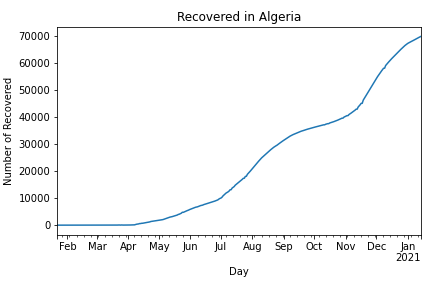 Recovered in Algeria
Number of Recovered
70000
60000
50000
40000
30000
20000
10000
0
Feb Mar Apr May Jun Jul Aug Sep Oct Nov Dec Jan
2021
Day